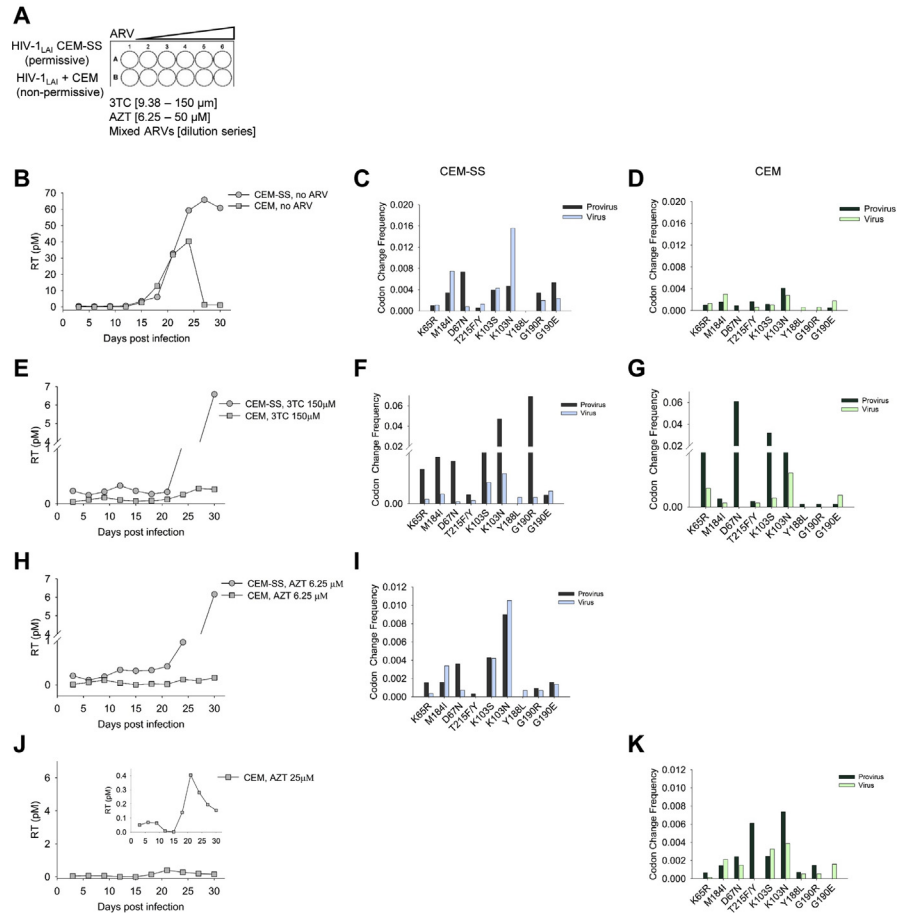 A
ARV
1 2 3 4 5 6
HIV-1LAI CEM-SS
(permissive)
A
HIV-1LAI + CEM
(non-permissive)
B
3TC [9.38 – 150 µm]
AZT [6.25 – 50 µM]
Mixed ARVs [dilution series]
B
70
60
50
40
30
20
10
0
RT (pM)
CEM-SS, no ARV
CEM, no ARV
0 5 10 15 20 25 30
Days post infection
C
CEM-SS
0.020
0.016
0.012
0.008
0.004
0.000
Codon Change Frequency
Provirus
Virus
K65R M184I D67N T215F/Y K103S K103N Y188L G190R G190E
D
CEM
0.020
0.016
0.012
0.008
0.004
0.000
Codon Change Frequency
Provirus
Virus
K65R M184I D67N T215F/Y K103S K103N Y188L G190R G190E
E
7
6
5
4
1
0
RT (pM)
CEM-SS, 3TC 150µM
CEM, 3TC 150µM
0 5 10 15 20 25 30
Days post infection
F
0.06
0.04
0.02
0.00
Codon Change Frequency
Provirus
Virus
K65R M184I D67N T215F/Y K103S K103N Y188L G190R G190E
G
0.06
0.04
0.02
0.00
Codon Change Frequency
Provirus
Virus
K65R M184I D67N T215F/Y K103S K103N Y188L G190R G190E
H
7
6
5
4
1
0
RT (pM)
CEM-SS, AZT 6.25 µM
CEM, AZT 6.25 µM
0 5 10 15 20 25 30
Days post infection
I
0.012
0.010
0.008
0.006
0.004
0.002
0.000
Codon Change Frequency
Provirus
Virus
K65R M184I D67N T215F/Y K103S K103N Y188L G190R G190E
J
6
4
2
0
RT (pM)
0.4
0.3
0.2
0.1
0.0
RT (pM)
0 5 10 15 20 25 30
CEM, AZT 25µM
0 5 10 15 20 25 30
Days post infection
K
0.012
0.010
0.008
0.006
0.004
0.002
0.000
Codon Change Frequency
Provirus
Virus
K65R M184I D67N T215F/Y K103S K103N Y188L G190R G190E